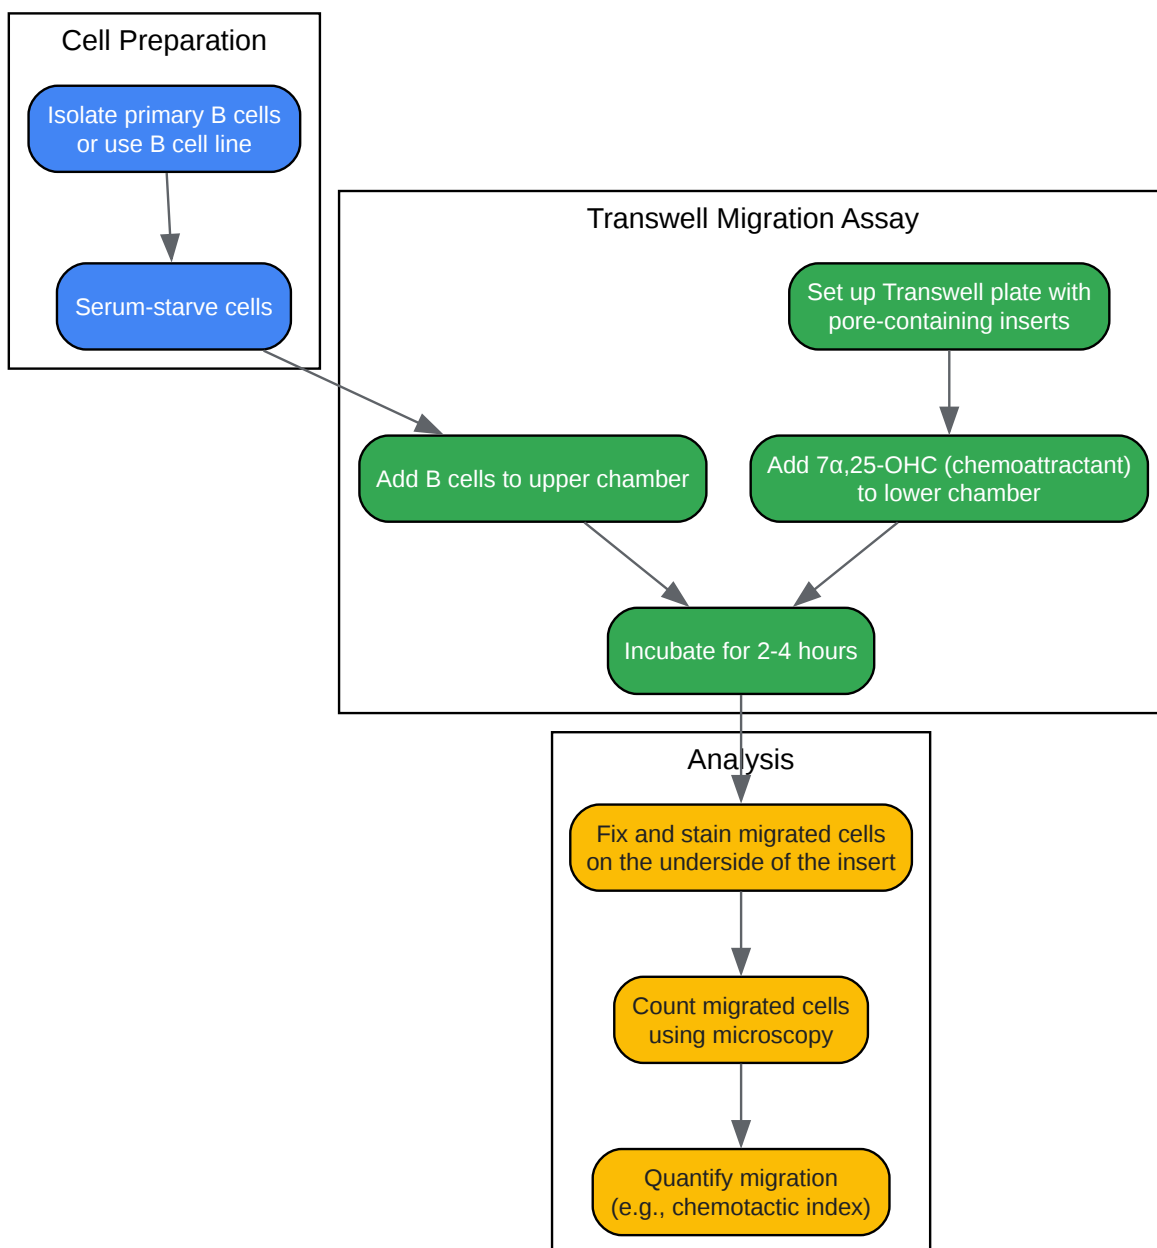 Cell Preparation
Isolate primary B cells
or use B cell line
Serum-starve cells
Transwell Migration Assay
Set up Transwell plate with
pore-containing inserts
Add B cells to upper chamber
Add 7α,25-OHC (chemoattractant)
to lower chamber
Incubate for 2-4 hours
Analysis
Fix and stain migrated cells
on the underside of the insert
Count migrated cells
using microscopy
Quantify migration
(e.g., chemotactic index)